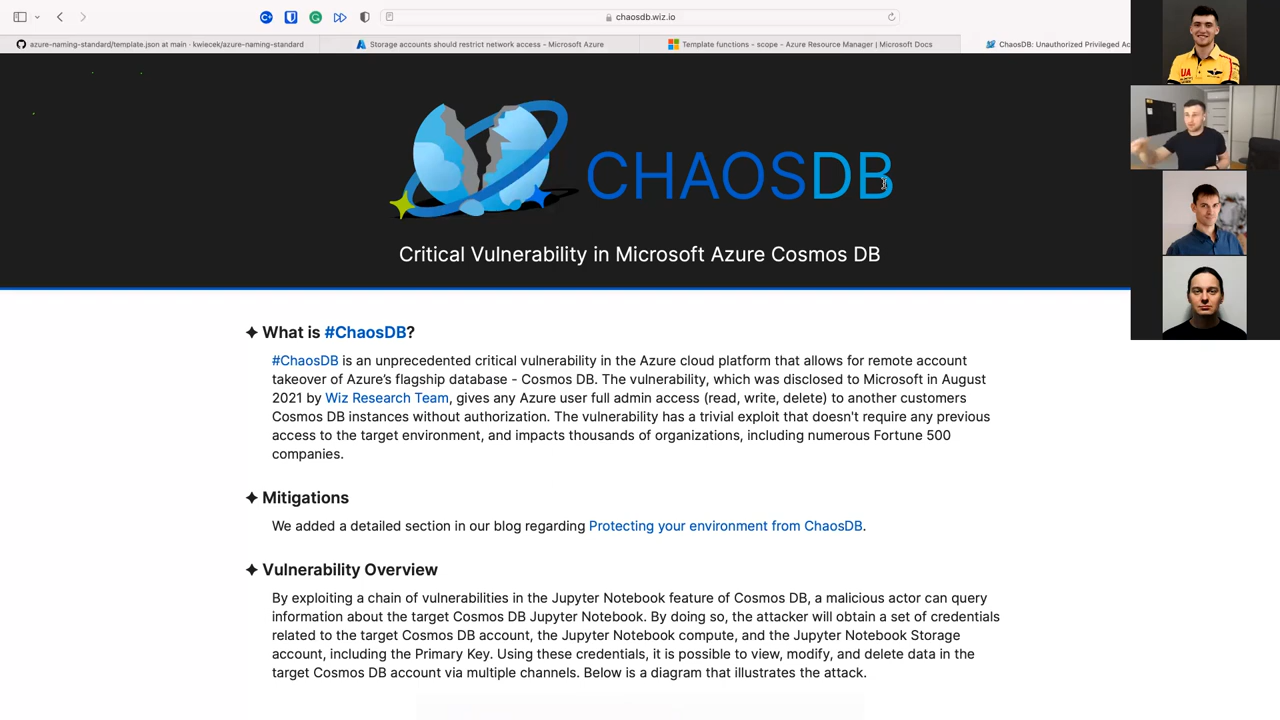 chaosdb.wiz.io
azure-naming-standard/template.json at main · kwiecek/azure-naming-standard
Storage accounts should restrict network access - Microsoft Azure
Template functions - scope - Azure Resource Manager | Microsoft Docs
ChaosDB: Unauthorized Privileged Ac
CHAOSDB
Critical Vulnerability in Microsoft Azure Cosmos DB
What is #ChaosDB?
#ChaosDB is an unprecedented critical vulnerability in the Azure cloud platform that allows for remote account
takeover of Azure’s flagship database - Cosmos DB. The vulnerability, which was disclosed to Microsoft in August
2021 by Wiz Research Team, gives any Azure user full admin access (read, write, delete) to another customers
Cosmos DB instances without authorization. The vulnerability has a trivial exploit that doesn't require any previous
access to the target environment, and impacts thousands of organizations, including numerous Fortune 500
companies.
Mitigations
We added a detailed section in our blog regarding Protecting your environment from ChaosDB.
Vulnerability Overview
By exploiting a chain of vulnerabilities in the Jupyter Notebook feature of Cosmos DB, a malicious actor can query
information about the target Cosmos DB Jupyter Notebook. By doing so, the attacker will obtain a set of credentials
related to the target Cosmos DB account, the Jupyter Notebook compute, and the Jupyter Notebook Storage
account, including the Primary Key. Using these credentials, it is possible to view, modify, and delete data in the
target Cosmos DB account via multiple channels. Below is a diagram that illustrates the attack.